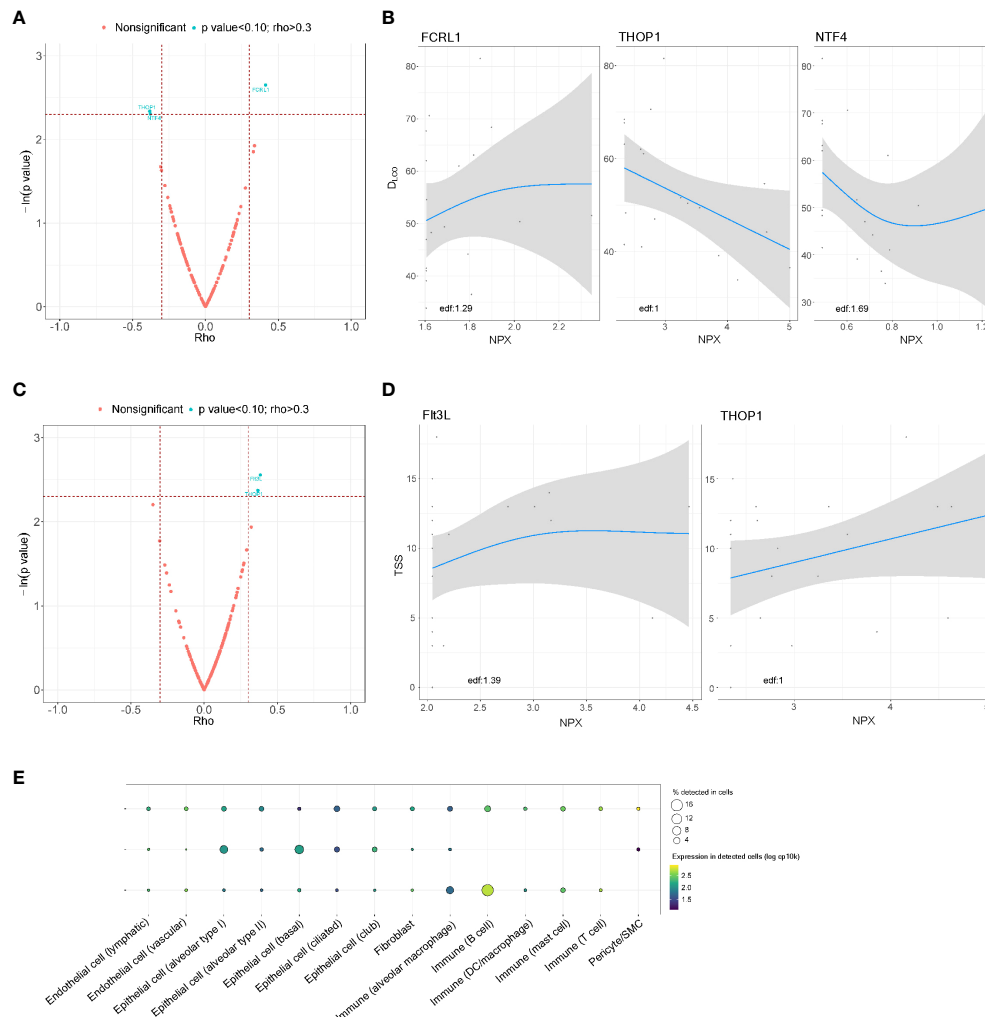 A
Nonsignificant p value<0.10; rho>0.3
3
2
1
0
−ln(p value)
FCRL1
THOP1
NTF4
-1.0 -0.5 0.0 0.5 1.0
Rho
B
FCRL1 THOP1 NTF4
80
70
60
50
40
DLCO
edf:1.29
1.6 1.8 2.0 2.2
NPX
80
60
40
edf:1
3 4 5
NPX
80
70
60
50
40
30
edf:1.69
0.6 0.8 1.0 1.2
NPX
C
Nonsignificant p value<0.10; rho>0.3
3
2
1
0
−ln(p value)
THOP1
-1.0 -0.5 0.0 0.5 1.0
Rho
D
Flt3L THOP1
15
10
5
0
TSS
edf:1.39
2.0 2.5 3.0 3.5 4.0 4.5
NPX
15
10
5
0
edf:1
3 4 5
NPX
E
% detected in cells
16
12
8
4
Expression in detected cells (log cp10k)
2.5
2.0
1.5
Endothelial cell (lymphatic)
Endothelial cell (vascular)
Epithelial cell (alveolar type I)
Epithelial cell (alveolar type II)
Epithelial cell (basal)
Epithelial cell (ciliated)
Epithelial cell (club)
Fibroblast
Immune (alveolar macrophage)
Immune (B cell)
Immune (DC/macrophage)
Immune (mast cell)
Immune (T cell)
Pericyte/SMC